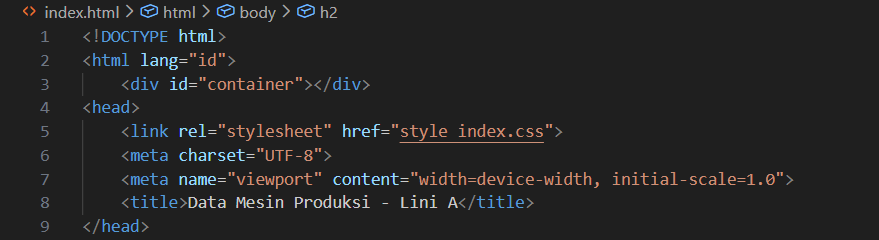 index.html > html > body > h2
1 <!DOCTYPE html>
2 <html lang="id">
3 <div id="container"></div>
4 <head>
5 <link rel="stylesheet" href="style index.css">
6 <meta charset="UTF-8">
7 <meta name="viewport" content="width=device-width, initial-scale=1.0">
8 <title>Data Mesin Produksi - Lini A</title>
9 </head>